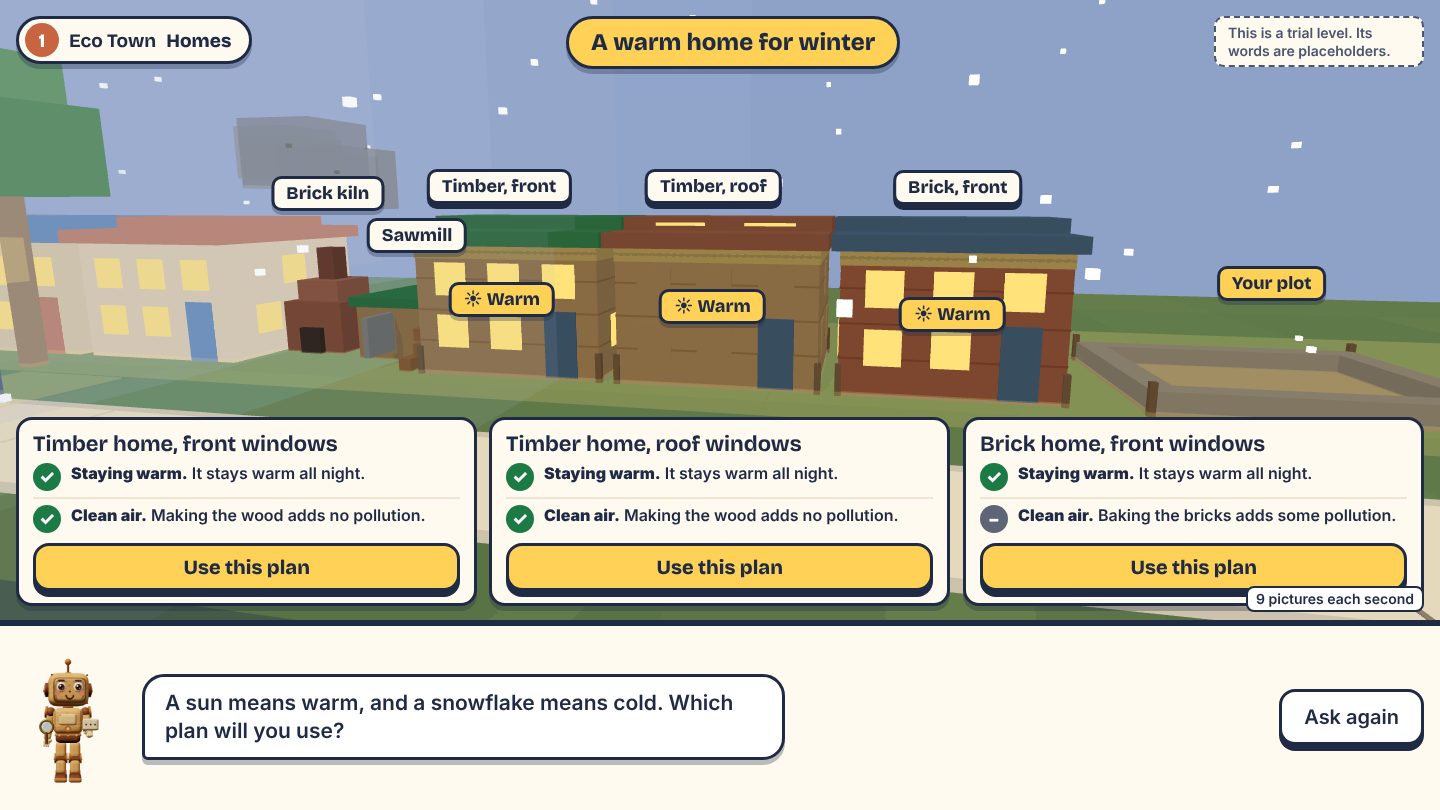 1 Eco Town Homes
A warm home for winter
This is a trial level. Its
words are placeholders.
Brick kiln
Timber, front
Timber, roof
Brick, front
Sawmill
Your plot
Warm
Warm
Warm
Timber home, front windows
Staying warm. It stays warm all night.
Clean air. Making the wood adds no pollution.
Use this plan
Timber home, roof windows
Staying warm. It stays warm all night.
Clean air. Making the wood adds no pollution.
Use this plan
Brick home, front windows
Staying warm. It stays warm all night.
Clean air. Baking the bricks adds some pollution.
Use this plan
9 pictures each second
A sun means warm, and a snowflake means cold. Which
plan will you use?
Ask again